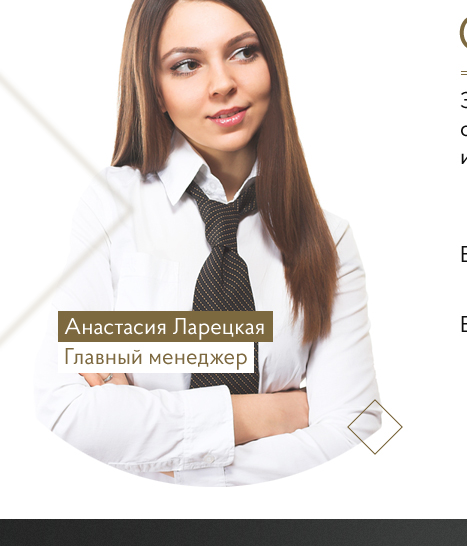 Анастасия Ларецкая
Главный менеджер